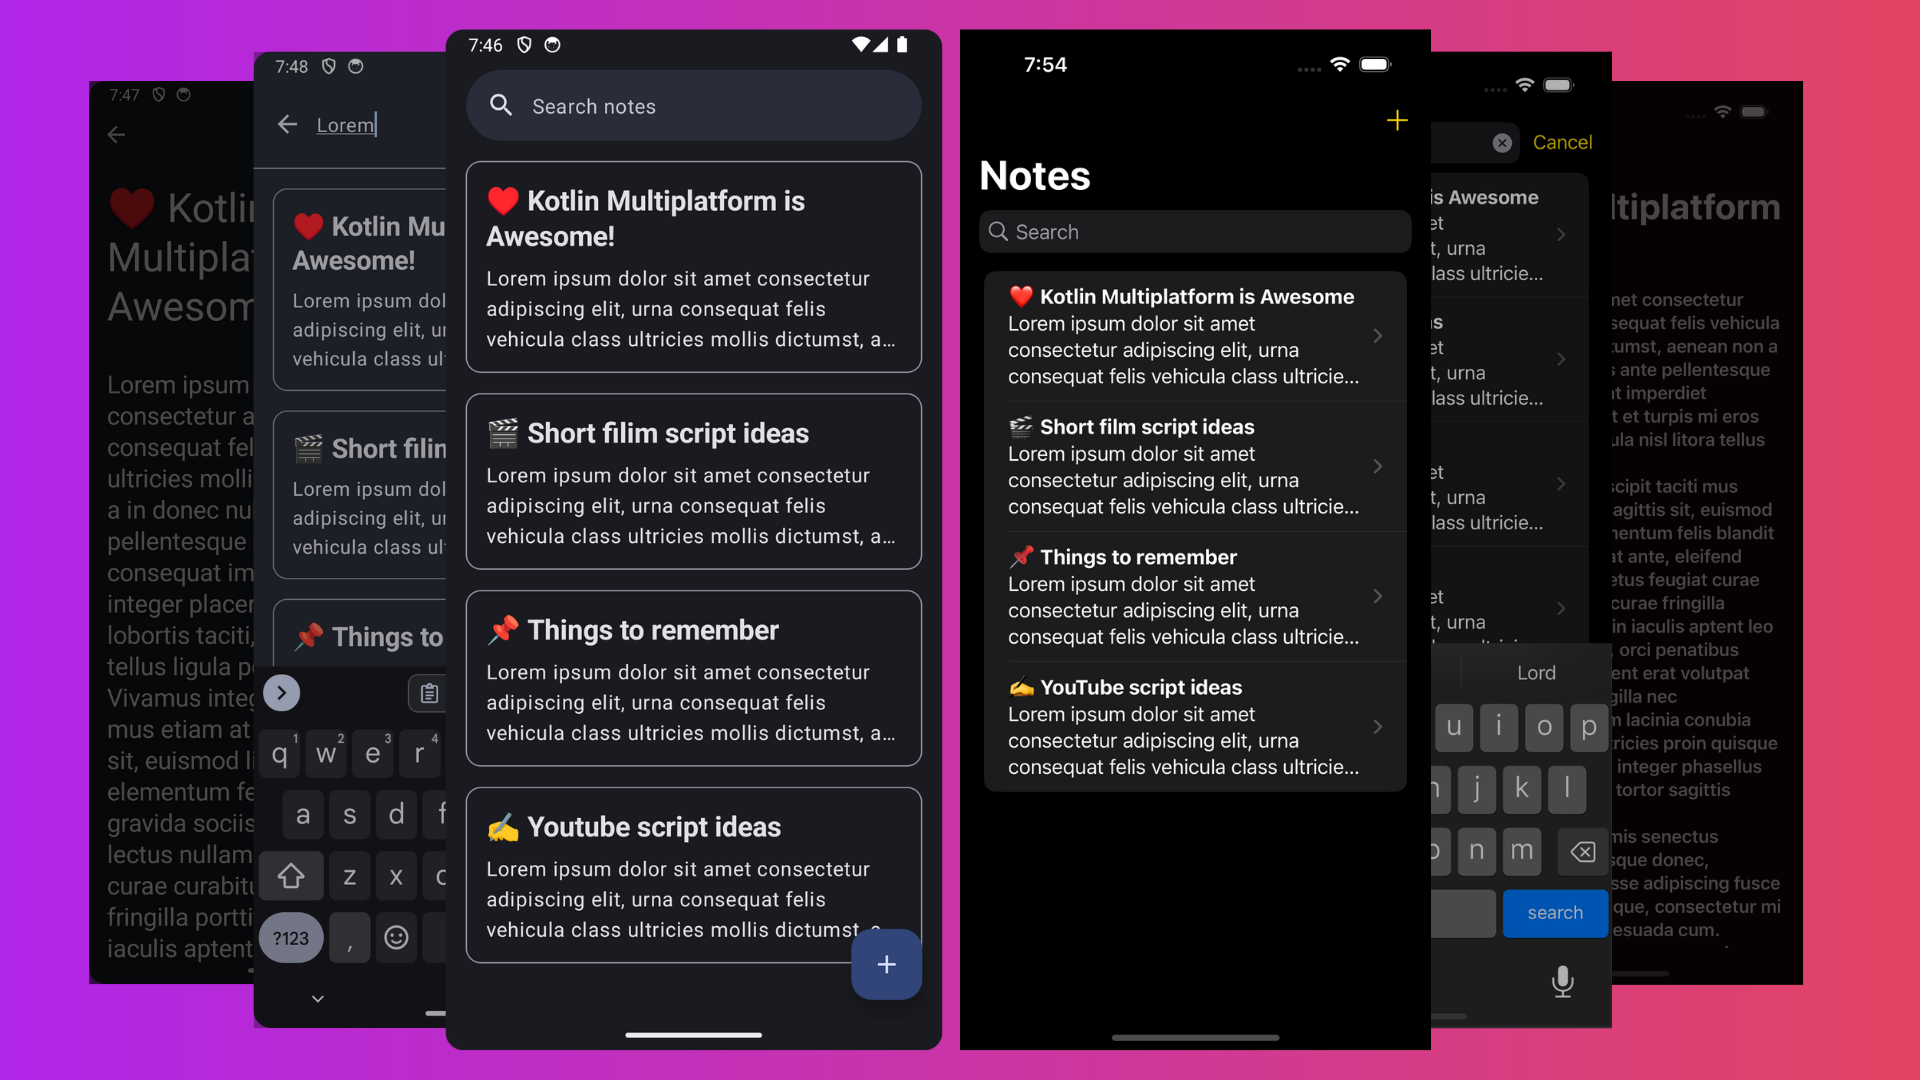 7:47
Kotli
Multipla
Awesom
Lorem ipsum
consectetur a
consequat fel
ultricies molli
a in donec nu
pellentesque
consequat im
integer placer
lobortis taciti,
tellus ligula p
Vivamus integ
mus etiam at
sit, euismod l
elementum fe
gravida sociis
lectus nullam
curae curabitu
fringilla portti
iaculis aptent
7:48
Lorem
Kotlin Mu
Awesome!
Lorem ipsum dol
adipiscing elit, ur
vehicula class ult
Short filin
Lorem ipsum dol
adipiscing elit, ur
vehicula class ult
Things to
q1 w2 e3 r4
a s d f
z x c
?123 ,
7:46
Search notes
❤️ Kotlin Multiplatform is
Awesome!
Lorem ipsum dolor sit amet consectetur
adipiscing elit, urna consequat felis
vehicula class ultricies mollis dictumst, a...
🎬 Short filim script ideas
Lorem ipsum dolor sit amet consectetur
adipiscing elit, urna consequat felis
vehicula class ultricies mollis dictumst, a...
📌 Things to remember
Lorem ipsum dolor sit amet consectetur
adipiscing elit, urna consequat felis
vehicula class ultricies mollis dictumst, a...
✍️ Youtube script ideas
Lorem ipsum dolor sit amet consectetur
adipiscing elit, urna consequat felis
vehicula class ultricies mollis dictumst,
+
7:54
+
Notes
Search
❤️ Kotlin Multiplatform is Awesome
Lorem ipsum dolor sit amet
consectetur adipiscing elit, urna
consequat felis vehicula class ultricie...
🎬 Short film script ideas
Lorem ipsum dolor sit amet
consectetur adipiscing elit, urna
consequat felis vehicula class ultricie...
📌 Things to remember
Lorem ipsum dolor sit amet
consectetur adipiscing elit, urna
consequat felis vehicula class ultricie...
✍️ YouTube script ideas
Lorem ipsum dolor sit amet
consectetur adipiscing elit, urna
consequat felis vehicula class ultricie...
Cancel
is Awesome
et
t, urna
lass ultricie...
as
et
t, urna
lass ultricie...
et
t, urna
lass ultricie...
et
t, urna
Lord
u i o p
j k l
n m
search
ltiplatform
met consectetur
sequat felis vehicula
tumst, aenean non a
s ante pellentesque
at imperdiet
t et turpis mi eros
ula nisl litora tellus
scipit taciti mus
agittis sit, euismod
mentum felis blandit
at ante, eleifend
etus feugiat curae
curae fringilla
in iaculis aptent leo
, orci penatibus
ent erat volutpat
gilla nec
m lacinia conubia
tricies proin quisque
integer phasellus
tortor sagittis
mis senectus
sque donec,
sse adipiscing fusce
que, consectetur mi
esuada cum.